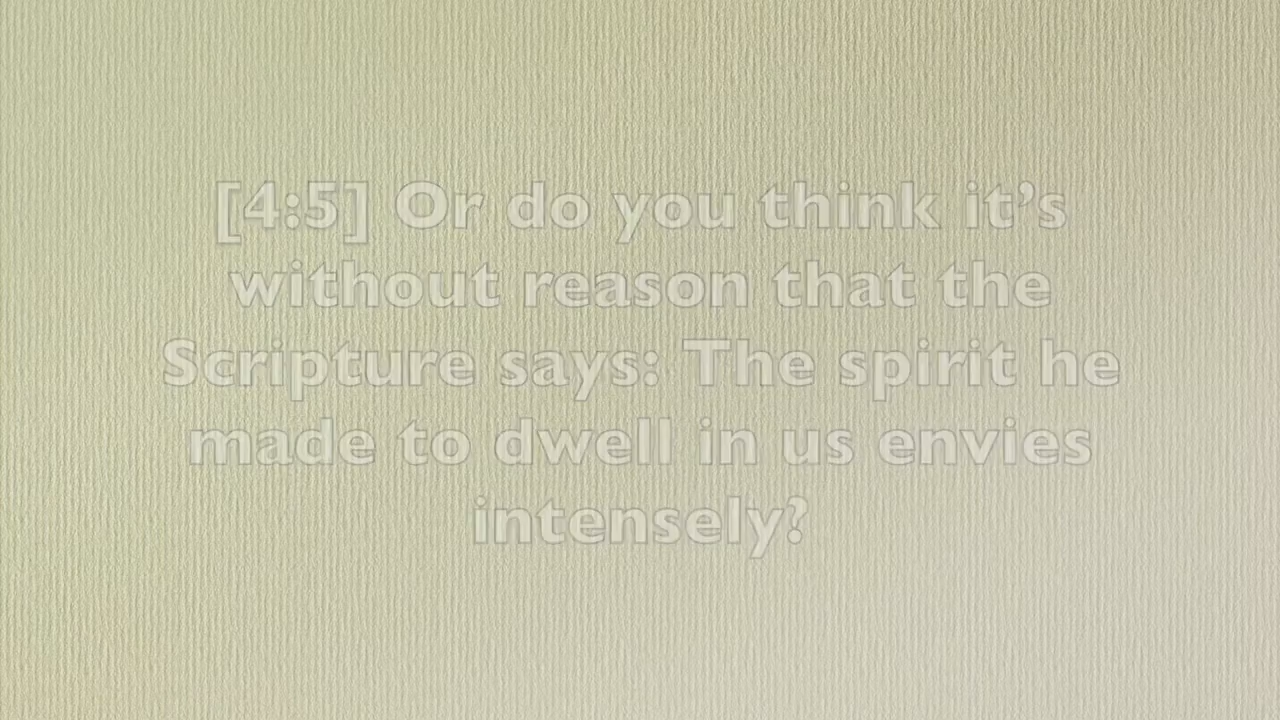 [4:5] Or do you think it’s
without reason that the
Scripture says: The spirit he
made to dwell in us envies
intensely?